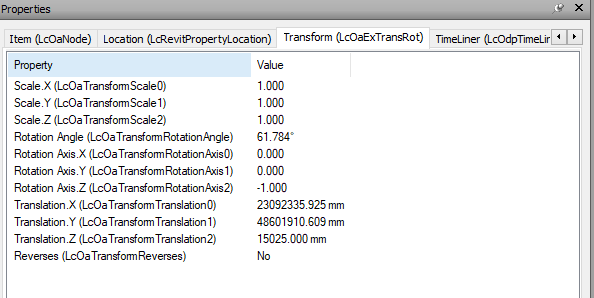 Properties
Item (LcOaNode) Location (LcRevitPropertyLocation) Transform (LcOaExTransRot) TimeLiner (LcOdpTimeLir
Property Value
Scale.X (LcOaTransformScale0) 1.000
Scale.Y (LcOaTransformScale1) 1.000
Scale.Z (LcOaTransformScale2) 1.000
Rotation Angle (LcOaTransformRotationAngle) 61.784°
Rotation Axis.X (LcOaTransformRotationAxis0) 0.000
Rotation Axis.Y (LcOaTransformRotationAxis1) 0.000
Rotation Axis.Z (LcOaTransformRotationAxis2) -1.000
Translation.X (LcOaTransformTranslation0) 23092335.925 mm
Translation.Y (LcOaTransformTranslation1) 48601910.609 mm
Translation.Z (LcOaTransformTranslation2) 15025.000 mm
Reverses (LcOaTransformReverses) No